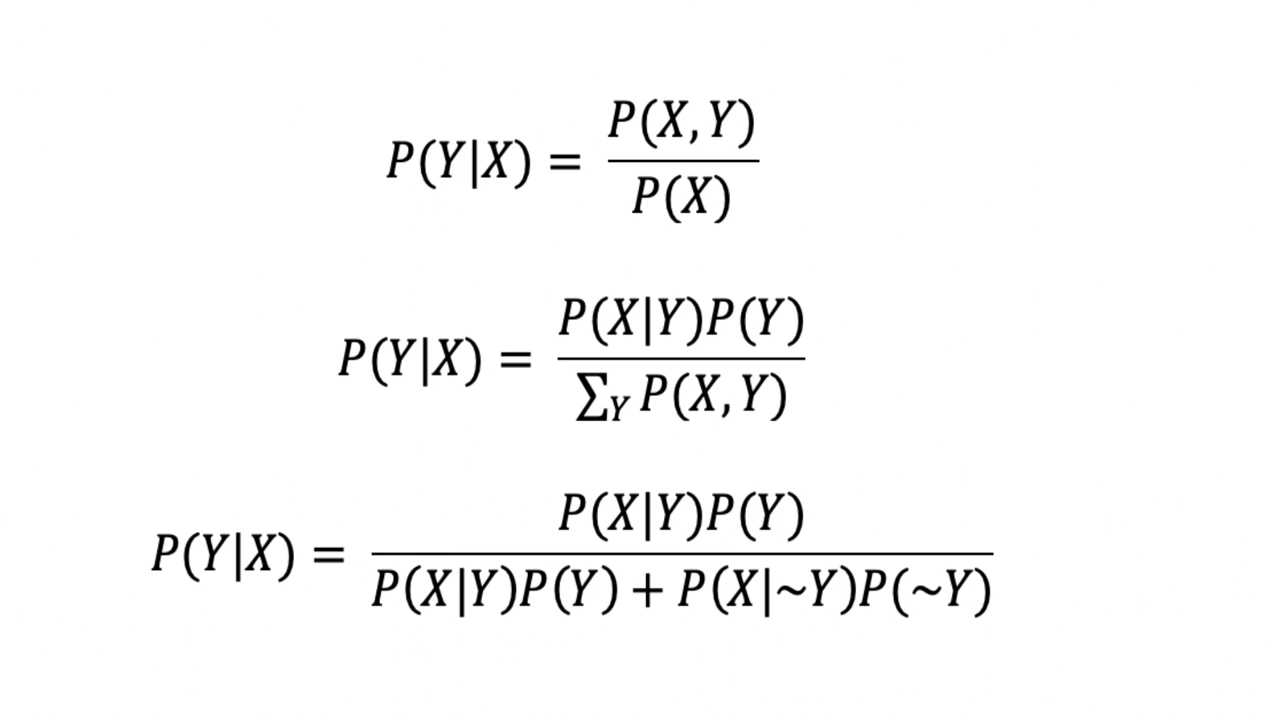 P(Y|X) = P(X,Y) / P(X)
P(Y|X) = P(X|Y)P(Y) / ∑_Y P(X,Y)
P(Y|X) = P(X|Y)P(Y) / P(X|Y)P(Y) + P(X|~Y)P(~Y)